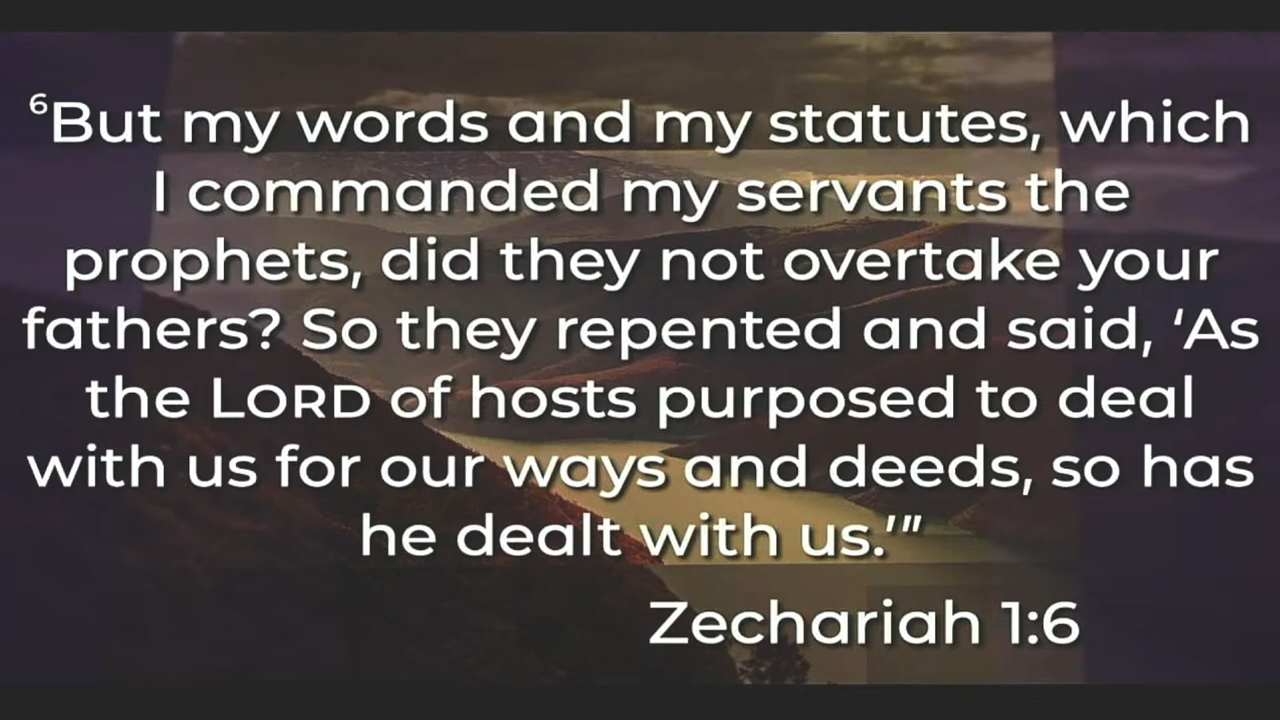 ⁶But my words and my statutes, which
I commanded my servants the
prophets, did they not overtake your
fathers? So they repented and said, ‘As
the LORD of hosts purposed to deal
with us for our ways and deeds, so has
he dealt with us.’”
Zechariah 1:6